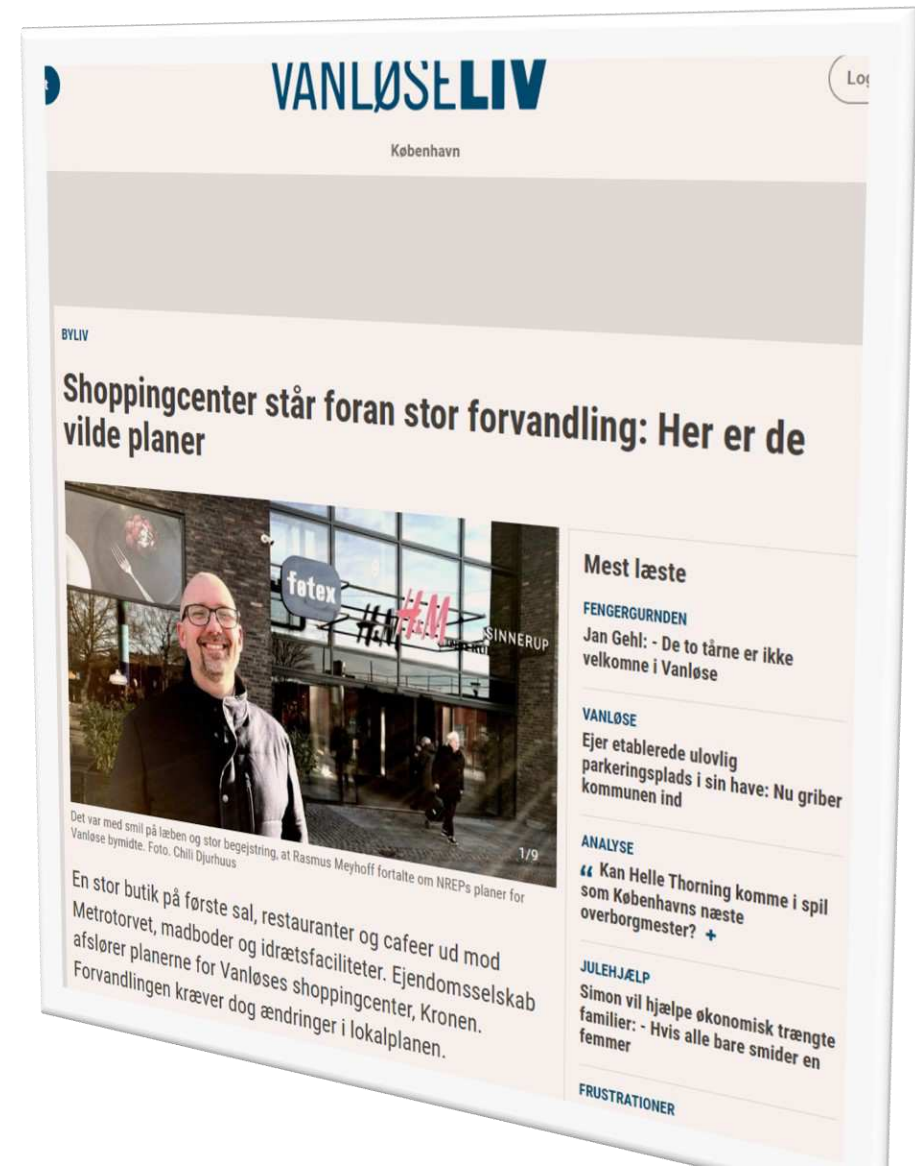 VANLØSELIV
København
BYLIV
Shoppingcenter står foran stor forvandling: Her er de
vilde planer
føtex
H&M
H&M
SINNERUP
1/9
Det var med smil på læben og stor begejstring, at Rasmus Meyhoff fortalte om NREPs planer for
Vanløse bymidte. Foto. Chili Djurhuus
En stor butik på første sal, restauranter og cafeer ud mod
Metrotorvet, madboder og idrætsfaciliteter. Ejendomsselskab
afslører planerne for Vanløses shoppingcenter, Kronen.
Forvandlingen kræver dog ændringer i lokalplanen.
Mest læste
FENGERGURNDEN
Jan Gehl: - De to tårne er ikke
velkomne i Vanløse
VANLØSE
Ejer etablerede ulovlig
parkeringsplads i sin have: Nu griber
kommunen ind
ANALYSE
“ Kan Helle Thorning komme i spil
som Københavns næste
overborgmester? +
JULEHJÆLP
Simon vil hjælpe økonomisk trængte
familier: - Hvis alle bare smider en
femmer
FRUSTRATIONER